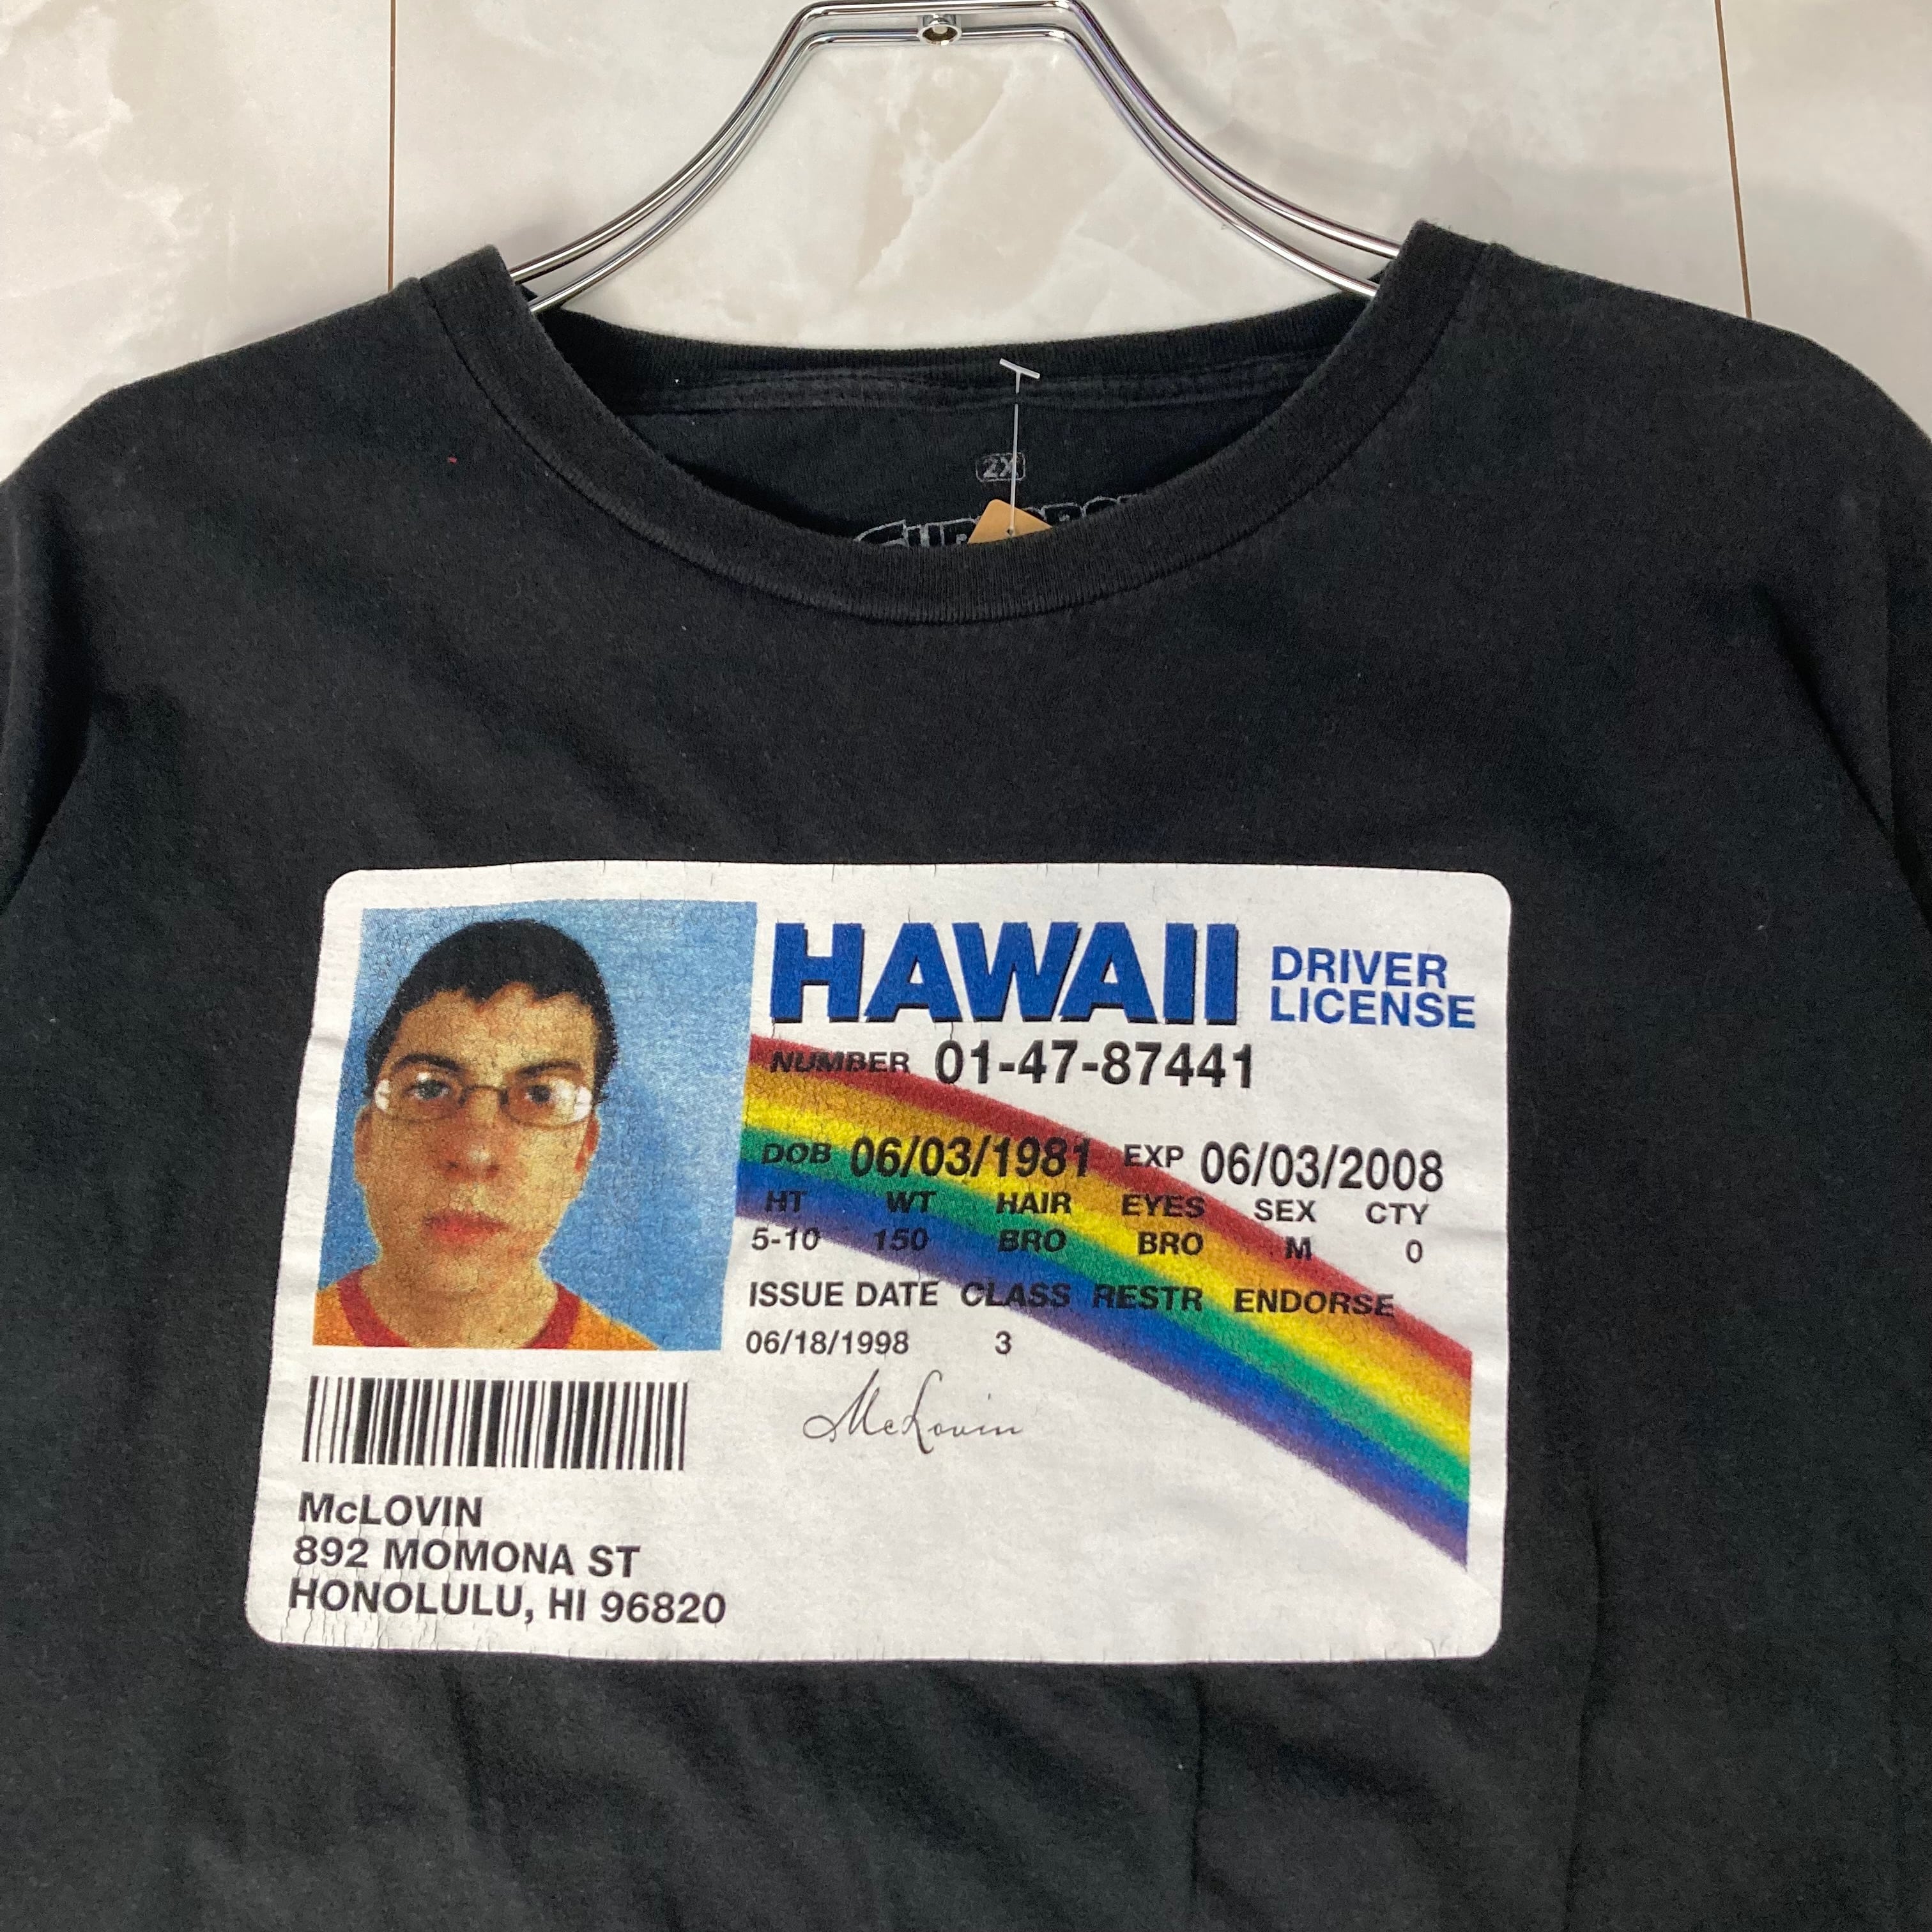 2X
HAWAII DRIVER LICENSE
NUMBER 01-47-87441
DOB 06/03/1981 EXP 06/03/2008
HT WT HAIR EYES SEX CTY
5-10 150 BRO BRO M 0
ISSUE DATE CLASS RESTR ENDORSE
06/18/1998 3
McLovin
McLOVIN
892 MOMONA ST
HONOLULU, HI 96820